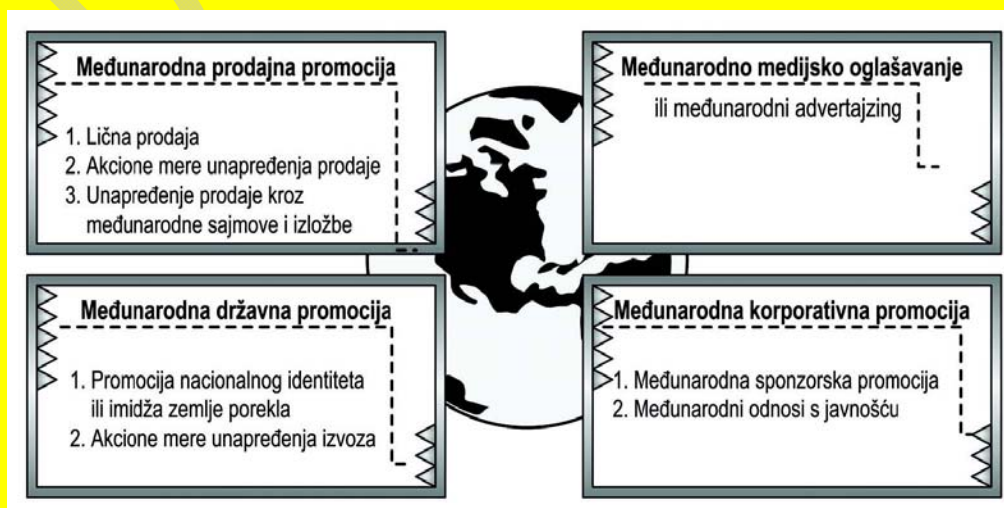 Međunarodna prodajna promocija
1. Lična prodaja
2. Akcione mere unapređenja prodaje
3. Unapređenje prodaje kroz
međunarodne sajmove i izložbe
Međunarodno medijsko oglašavanje
ili međunarodni advertajzing
Međunarodna državna promocija
1. Promocija nacionalnog identiteta
ili imidža zemlje porekla
2. Akcione mere unapređenja izvoza
Međunarodna korporativna promocija
1. Međunarodna sponzorska promocija
2. Međunarodni odnosi s javnošću